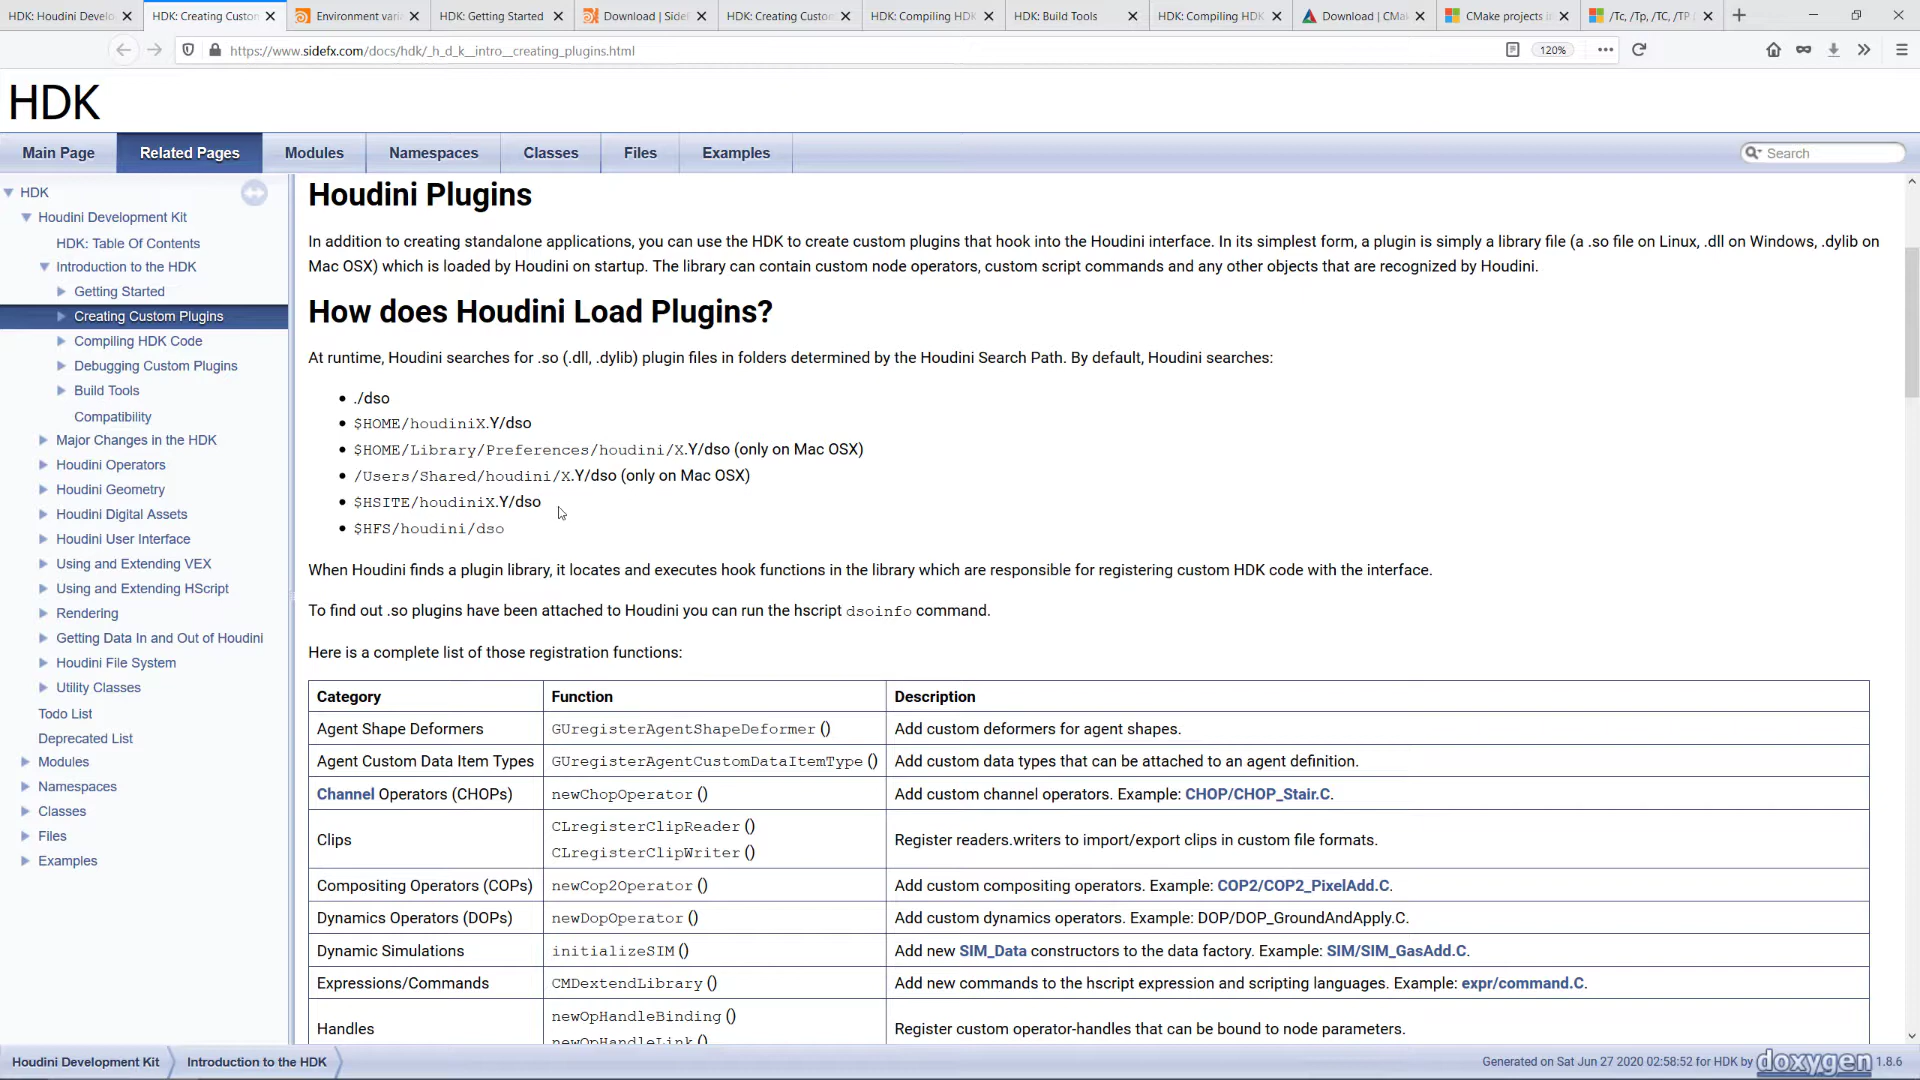 HDK: Houdini Develo
HDK: Creating Custon
Environment vari
HDK: Getting Started
Download | SideF
HDK: Creating Custo
HDK: Compiling HDK
HDK: Build Tools
HDK: Compiling HDK
Download | CMa
CMake projects i
/Tc, /Tp, /TC, /TP
https://www.sidefx.com/docs/hdk/_h_d_k__intro__creating_plugins.html
120%
HDK
Main Page
Related Pages
Modules
Namespaces
Classes
Files
Examples
Search
HDK
Houdini Development Kit
HDK: Table Of Contents
Introduction to the HDK
Getting Started
Creating Custom Plugins
Compiling HDK Code
Debugging Custom Plugins
Build Tools
Compatibility
Major Changes in the HDK
Houdini Operators
Houdini Geometry
Houdini Digital Assets
Houdini User Interface
Using and Extending VEX
Using and Extending HScript
Rendering
Getting Data In and Out of Houdini
Houdini File System
Utility Classes
Todo List
Deprecated List
Modules
Namespaces
Classes
Files
Examples
Houdini Plugins
In addition to creating standalone applications, you can use the HDK to create custom plugins that hook into the Houdini interface. In its simplest form, a plugin is simply a library file (a .so file on Linux, .dll on Windows, .dylib on
Mac OSX) which is loaded by Houdini on startup. The library can contain custom node operators, custom script commands and any other objects that are recognized by Houdini.
How does Houdini Load Plugins?
At runtime, Houdini searches for .so (.dll, .dylib) plugin files in folders determined by the Houdini Search Path. By default, Houdini searches:
• ./dso
• $HOME/houdiniX.Y/dso
• $HOME/Library/Preferences/houdini/X.Y/dso (only on Mac OSX)
• /Users/Shared/houdini/X.Y/dso (only on Mac OSX)
• $HSITE/houdiniX.Y/dso
• $HFS/houdini/dso
When Houdini finds a plugin library, it locates and executes hook functions in the library which are responsible for registering custom HDK code with the interface.
To find out .so plugins have been attached to Houdini you can run the hscript dsoinfo command.
Here is a complete list of those registration functions:
Category Function Description
Agent Shape Deformers GUregisterAgentShapeDeformer () Add custom deformers for agent shapes.
Agent Custom Data Item Types GUregisterAgentCustomDataItemType () Add custom data types that can be attached to an agent definition.
Channel Operators (CHOPs) newChopOperator () Add custom channel operators. Example: CHOP/CHOP_Stair.C.
Clips CLregisterClipReader () Register readers.writers to import/export clips in custom file formats.
CLregisterClipWriter ()
Compositing Operators (COPs) newCop2Operator () Add custom compositing operators. Example: COP2/COP2_PixelAdd.C.
Dynamics Operators (DOPs) newDopOperator () Add custom dynamics operators. Example: DOP/DOP_GroundAndApply.C.
Dynamic Simulations initializeSIM () Add new SIM_Data constructors to the data factory. Example: SIM/SIM_GasAdd.C.
Expressions/Commands CMDextendLibrary () Add new commands to the hscript expression and scripting languages. Example: expr/command.C.
Handles newOpHandleBinding () Register custom operator-handles that can be bound to node parameters.
newOpHandleLink()
Houdini Development Kit
Introduction to the HDK
Generated on Sat Jun 27 2020 02:58:52 for HDK by doxygen 1.8.6